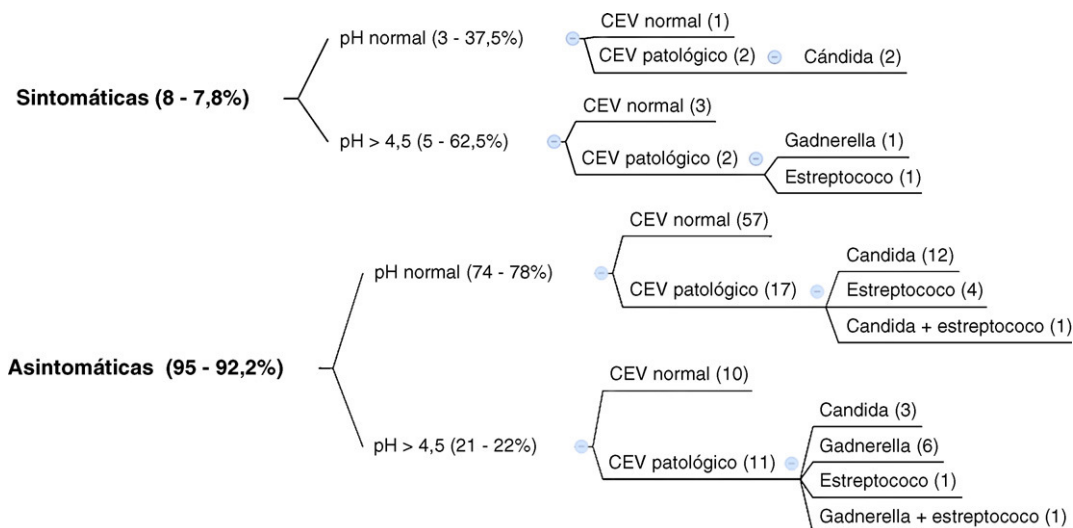 CEV normal (1)
pH normal (3 - 37,5%)
CEV patológico (2)
Cándida (2)
Sintomáticas (8 - 7,8%)
CEV normal (3)
pH > 4,5 (5 - 62,5%)
CEV patológico (2)
Gadnerella (1)
Estreptococo (1)
CEV normal (57)
pH normal (74 - 78%)
CEV patológico (17)
Candida (12)
Estreptococo (4)
Candida + estreptococo (1)
Asintomáticas (95 - 92,2%)
CEV normal (10)
pH > 4,5 (21 - 22%)
CEV patológico (11)
Candida (3)
Gadnerella (6)
Estreptococo (1)
Gadnerella + estreptococo (1)